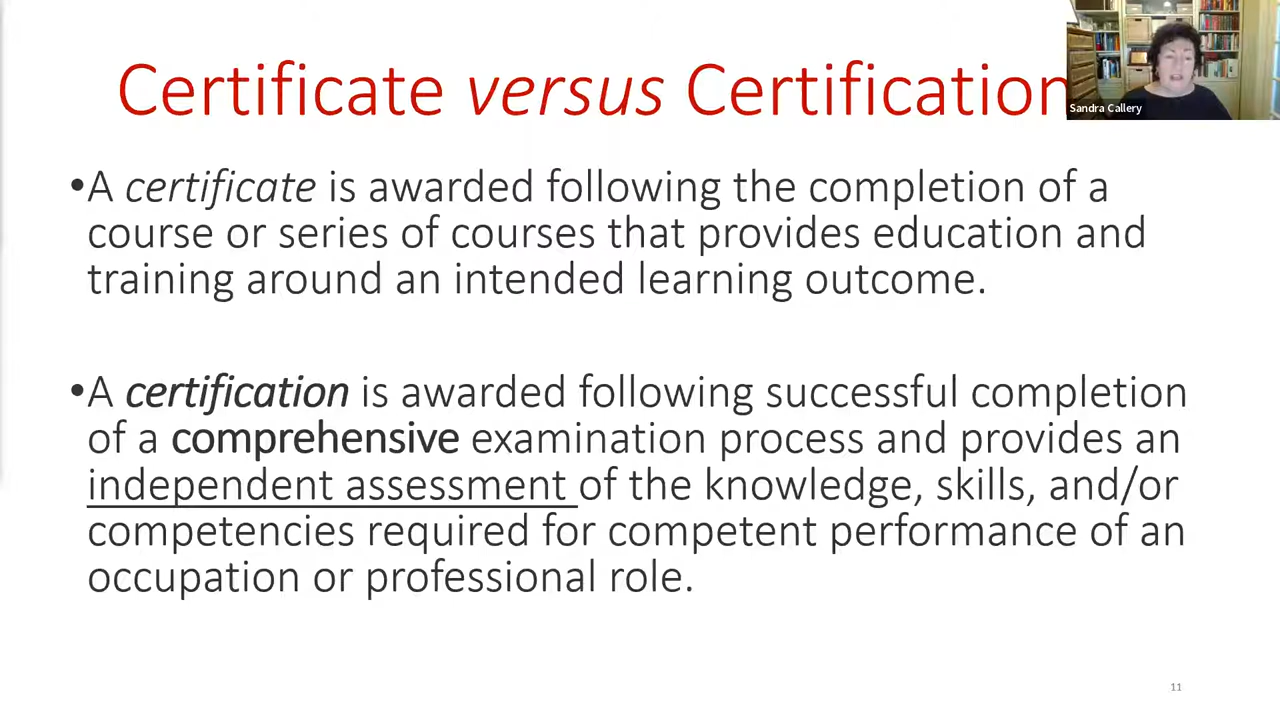 Certificate versus Certification
Sandra Callery
•A certificate is awarded following the completion of a
course or series of courses that provides education and
training around an intended learning outcome.
•A certification is awarded following successful completion
of a comprehensive examination process and provides an
independent assessment of the knowledge, skills, and/or
competencies required for competent performance of an
occupation or professional role.
11